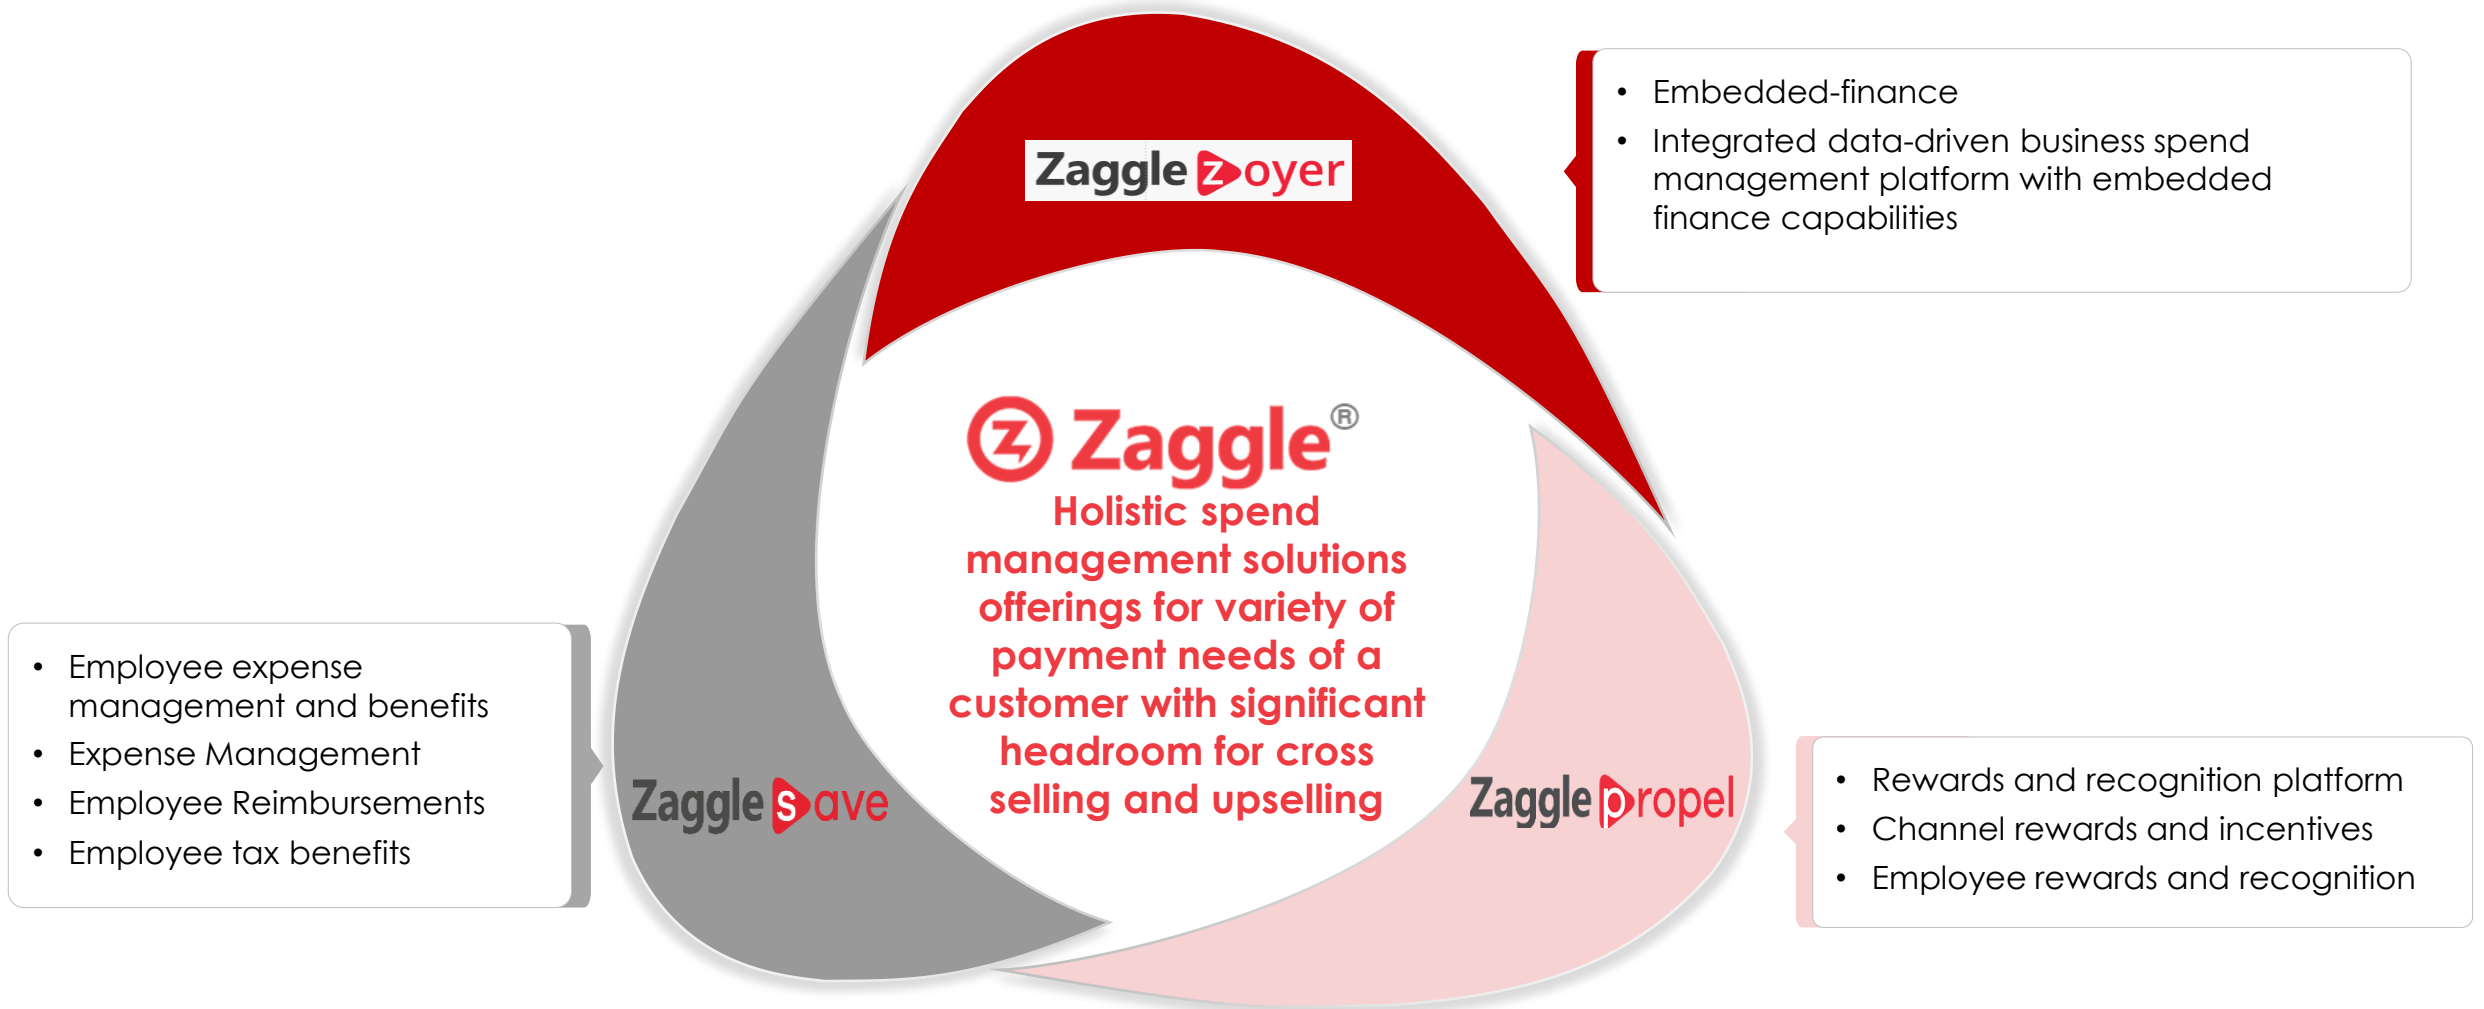 Zaggle zoyer
• Embedded-finance
• Integrated data-driven business spend
management platform with embedded
finance capabilities
Zaggle®
Holistic spend
management solutions
offerings for variety of
payment needs of a
customer with significant
headroom for cross
selling and upselling
• Employee expense
management and benefits
• Expense Management
• Employee Reimbursements
• Employee tax benefits
Zaggle save
Zaggle propel
• Rewards and recognition platform
• Channel rewards and incentives
• Employee rewards and recognition